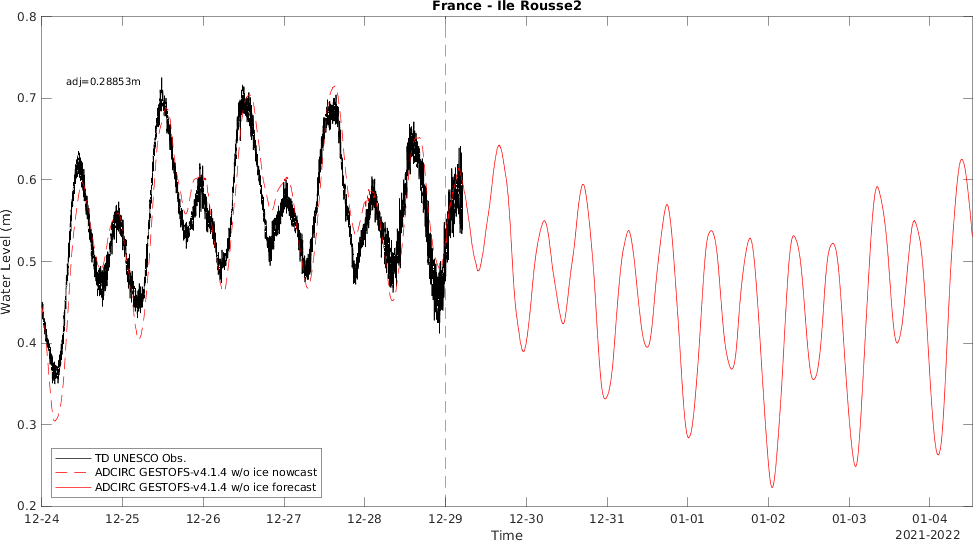 France - Ile Rousse2
adj=0.28853m
Water Level (m)
0.8
0.7
0.6
0.5
0.4
0.3
0.2
TD UNESCO Obs.
ADCIRC GESTOFS-v4.1.4 w/o ice nowcast
ADCIRC GESTOFS-v4.1.4 w/o ice forecast
12-24 12-25 12-26 12-27 12-28 12-29 12-30 12-31 01-01 01-02 01-03 01-04
Time
2021-2022